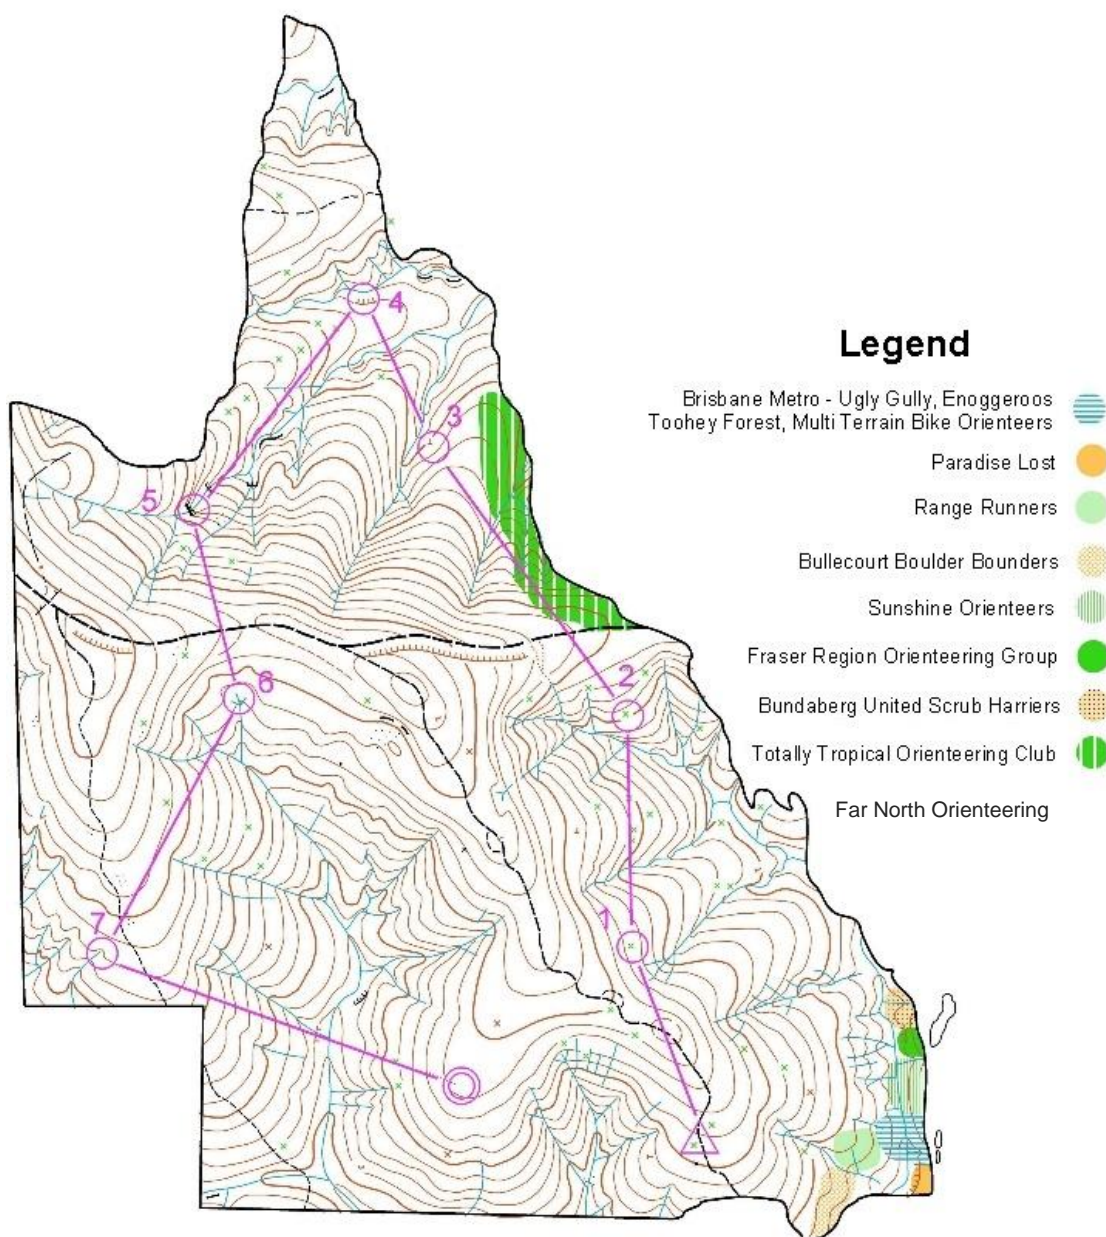 4
3
5
2
6
1
7
Legend
Brisbane Metro - Ugly Gully, Enoggeroos
Toohey Forest, Multi Terrain Bike Orienteers
Paradise Lost
Range Runners
Bullecourt Boulder Bounders
Sunshine Orienteers
Fraser Region Orienteering Group
Bundaberg United Scrub Harriers
Totally Tropical Orienteering Club
Far North Orienteering